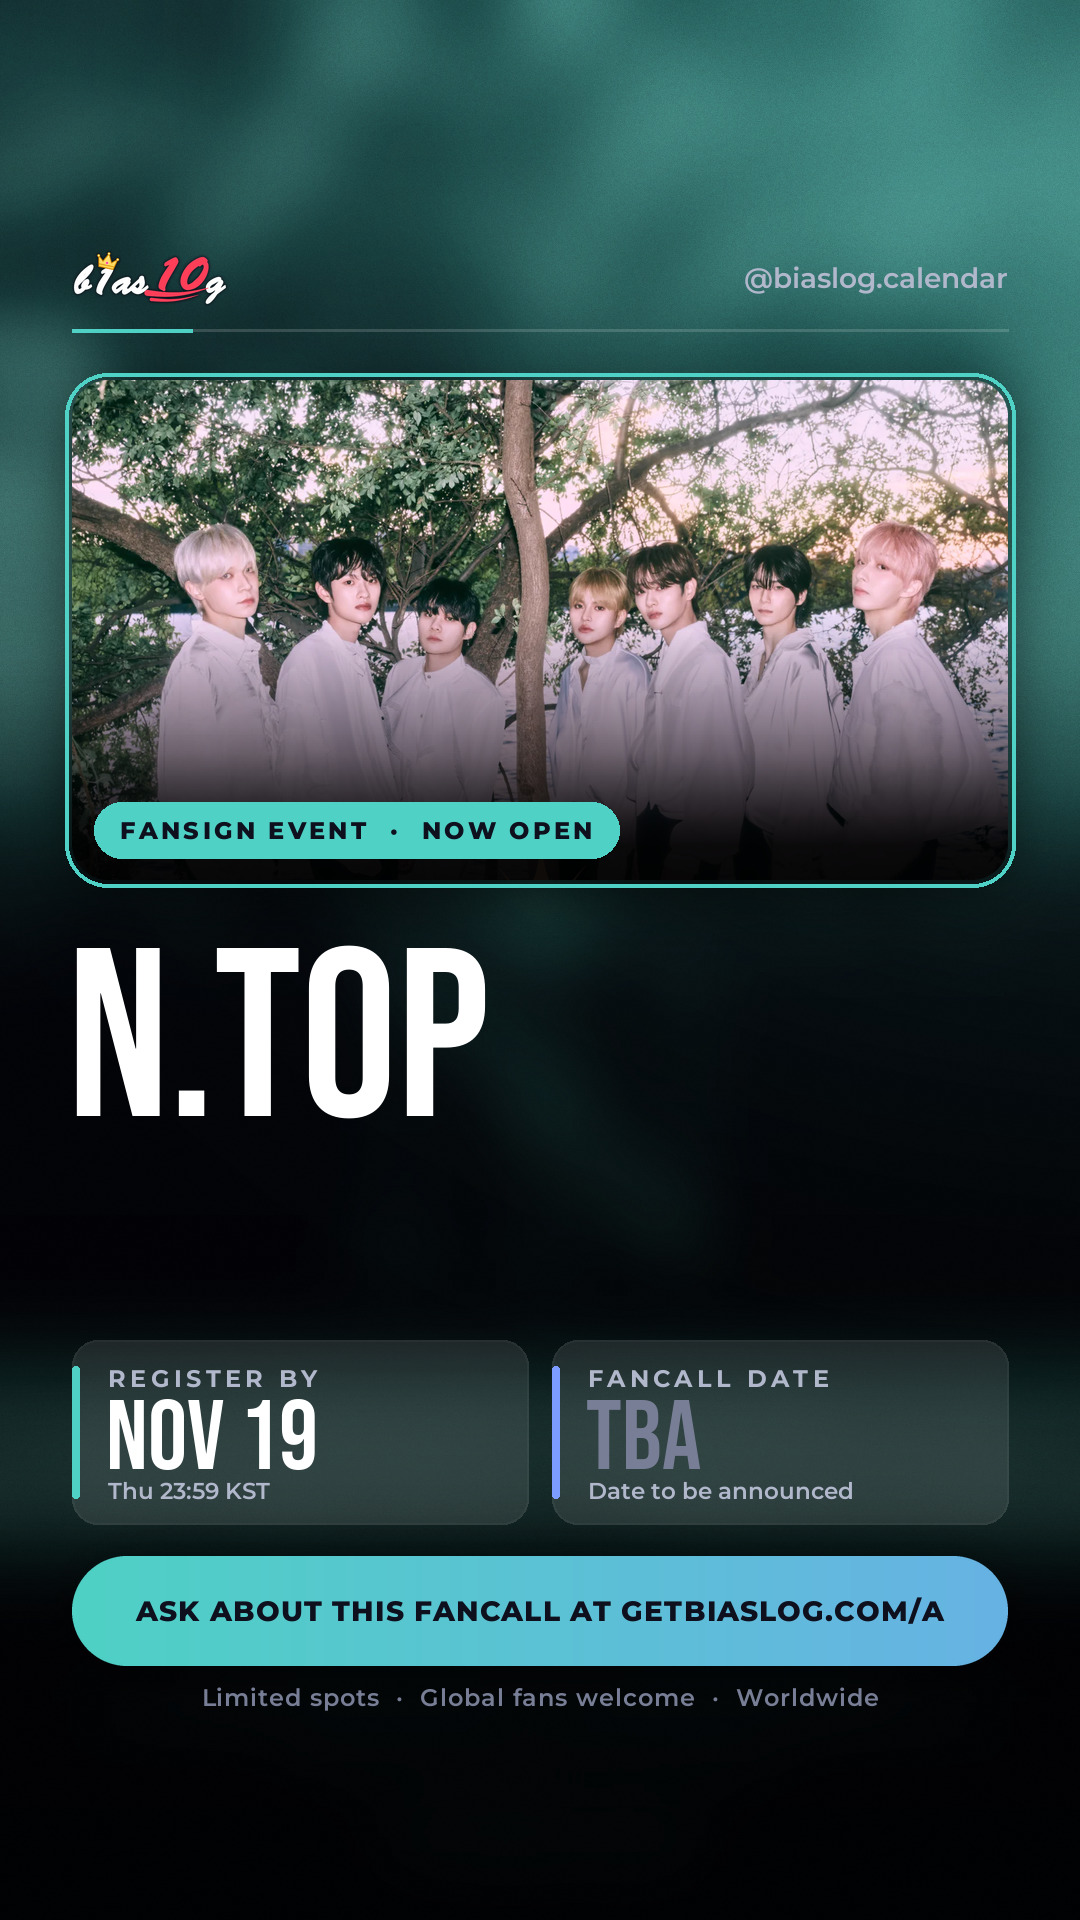 b1as10g
@biaslog.calendar
FANSIGN EVENT · NOW OPEN
N.TOP
REGISTER BY
NOV 19
Thu 23:59 KST
FANCALL DATE
TBA
Date to be announced
ASK ABOUT THIS FANCALL AT GETBIASLOG.COM/A
Limited spots · Global fans welcome · Worldwide